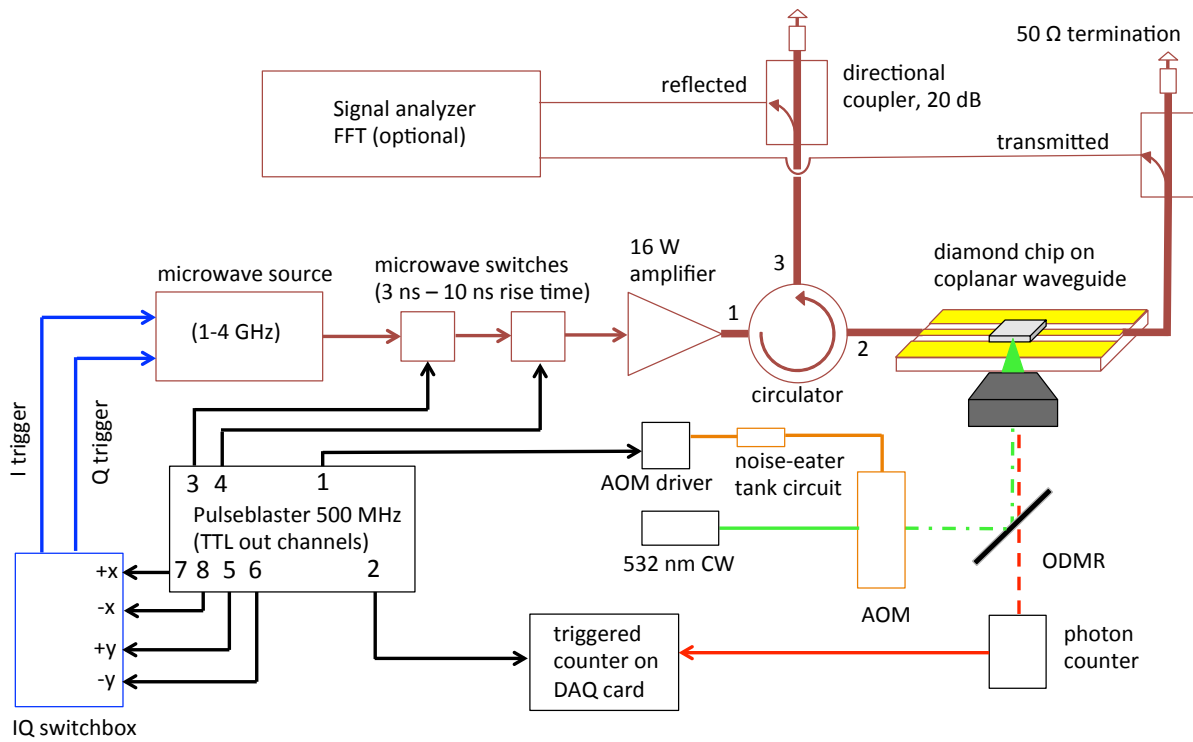 50 Ω termination
reflected
directional
coupler, 20 dB
Signal analyzer
FFT (optional)
transmitted
16 W
amplifier
3
diamond chip on
coplanar waveguide
microwave source
microwave switches
(3 ns – 10 ns rise time)
(1-4 GHz)
1
2
circulator
I trigger
Q trigger
3 4 1
Pulseblaster 500 MHz
(TTL out channels)
7 8 5 6 2
AOM driver
noise-eater
tank circuit
532 nm CW
AOM
ODMR
+x
-x
+y
-y
IQ switchbox
triggered
counter on
DAQ card
photon
counter